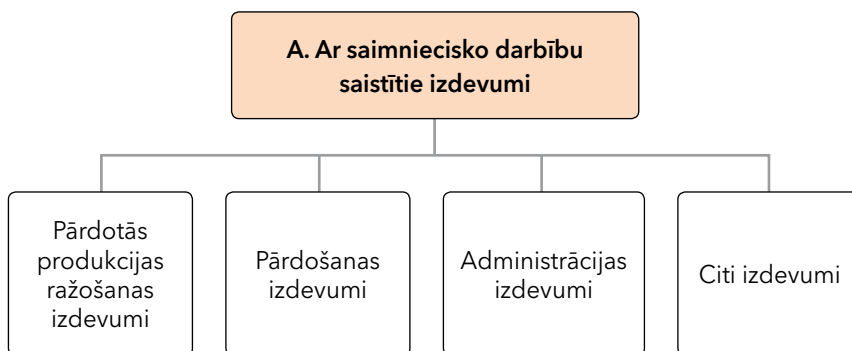 A. Ar saimniecisko darbību
saistītie izdevumi
Pārdotās
produkcijas
ražošanas
izdevumi
Pārdošanas
izdevumi
Administrācijas
izdevumi
Citi izdevumi